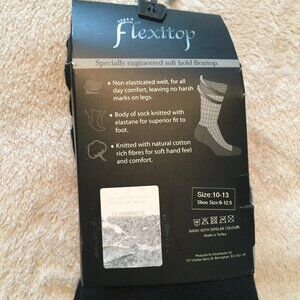 Flexitop
Specially engineered soft hold flexitop.
Non elasticated welt, for all
day comfort, leaving no harsh
marks on legs.
Body of sock knitted with
elastane for superior fit to
foot.
Knitted with natural cotton
rich fibres for soft hand feel
and comfort.
Size:10-13
Shoe Size:6-12.5
WASH WITH SIMILAR COLOURS
Made in Turkey